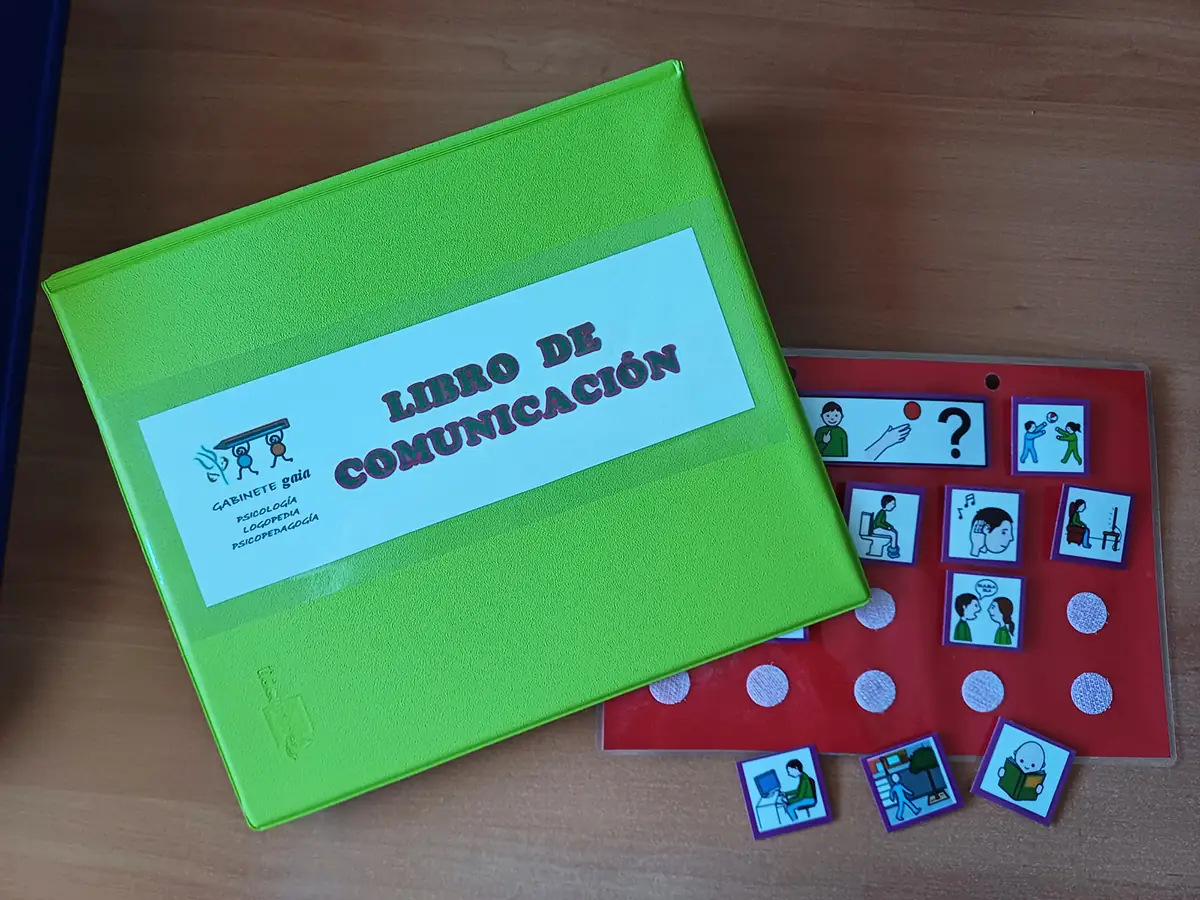 LIBRO DE
COMUNICACIÓN
GABINETE gaia
PSICOLOGÍA
LOGOPEDIA
PSICOPEDAGOGÍA
?